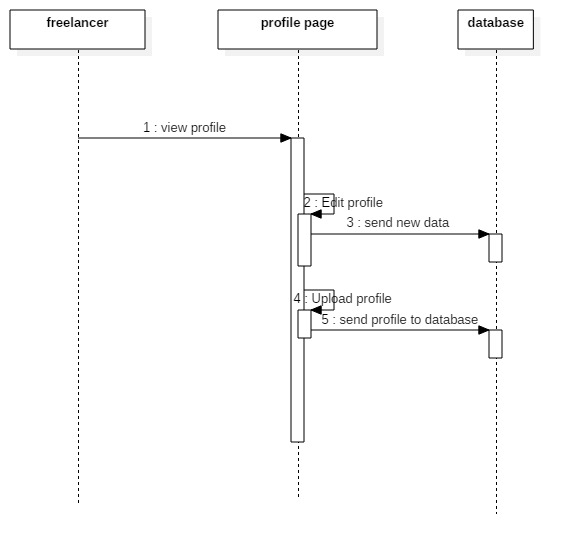 freelancer
profile page
database
1 : view profile
2 : Edit profile
3 : send new data
4 : Upload profile
5 : send profile to database